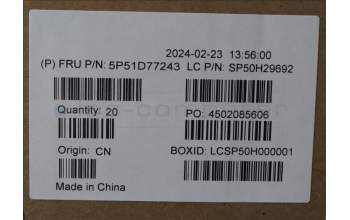 2024-02-23 13:56:00
(P) FRU P/N: 5P51D77243 LC P/N: SP50H29692
Quantity: 20
PO: 4502085606
Origin: CN
BOXID: LCSP50H000001
Made in China